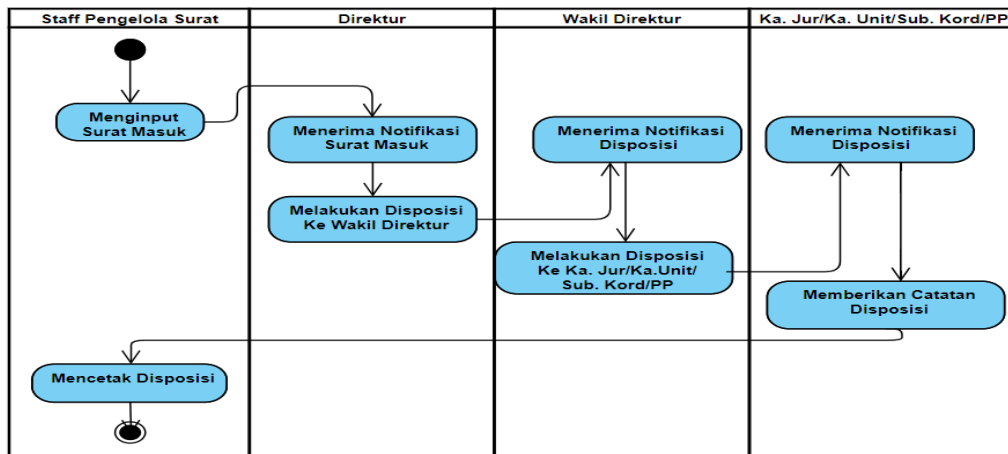 Staff Pengelola Surat
Direktur
Wakil Direktur
Ka. Jur/Ka. Unit/Sub. Kord/PP
Menginput
Surat Masuk
Menerima Notifikasi
Surat Masuk
Melakukan Disposisi
Ke Wakil Direktur
Menerima Notifikasi
Disposisi
Melakukan Disposisi
Ke Ka. Jur/Ka.Unit/
Sub. Kord/PP
Menerima Notifikasi
Disposisi
Memberikan Catatan
Disposisi
Mencetak Disposisi